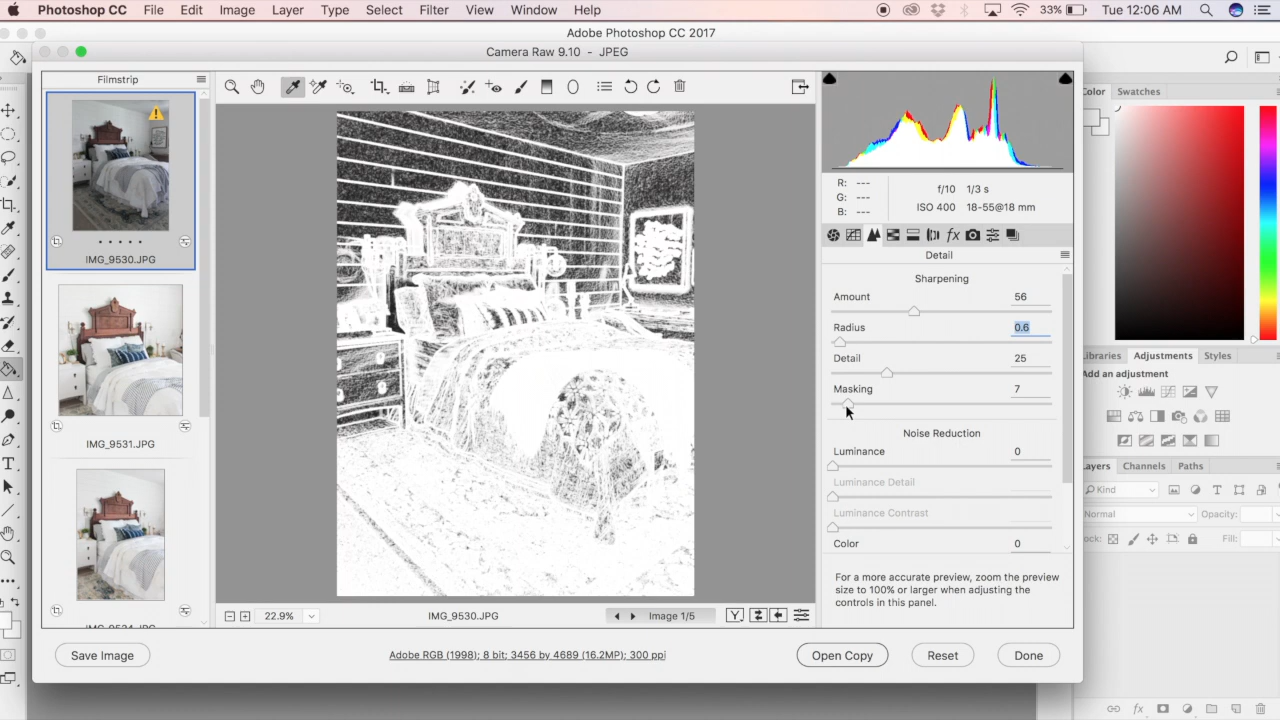 Photoshop CC File Edit Image Layer Type Select Filter View Window Help 33% Tue 12:06 AM
Adobe Photoshop CC 2017
Camera Raw 9.10 - JPEG
Filmstrip
IMG_9530.JPG
IMG_9531.JPG
22.9%
IMG_9530.JPG
Image 1/5
Save Image
Adobe RGB (1998); 8 bit; 3456 by 4689 (16.2MP); 300 ppi
Open Copy
Reset
Done
R: ---
G: ---
B: ---
f/10 1/3 s
ISO 400 18-55@18 mm
fx
Detail
Sharpening
Amount 56
Radius 0.6
Detail 25
Masking 7
Noise Reduction
Luminance 0
Luminance Detail
Luminance Contrast
Color 0
For a more accurate preview, zoom the preview
size to 100% or larger when adjusting the
controls in this panel.
Color Swatches
Libraries Adjustments Styles
Add an adjustment
Layers Channels Paths
Kind
Normal Opacity:
Fill:
fx